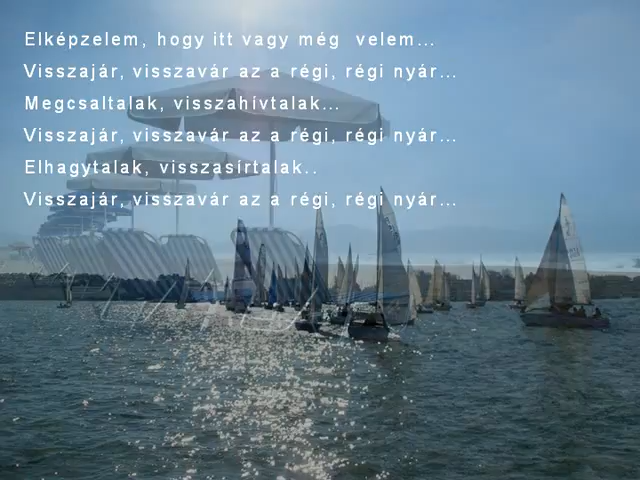 Elképzelem, hogy itt vagy még velem...
Visszajár, visszavár az a régi, régi nyár...
Megcsaltalak, visszahívtalak...
Visszajár, visszavár az a régi, régi nyár...
Elhagytalak, visszasírtalak..
Visszajár, visszavár az a régi, régi nyár...